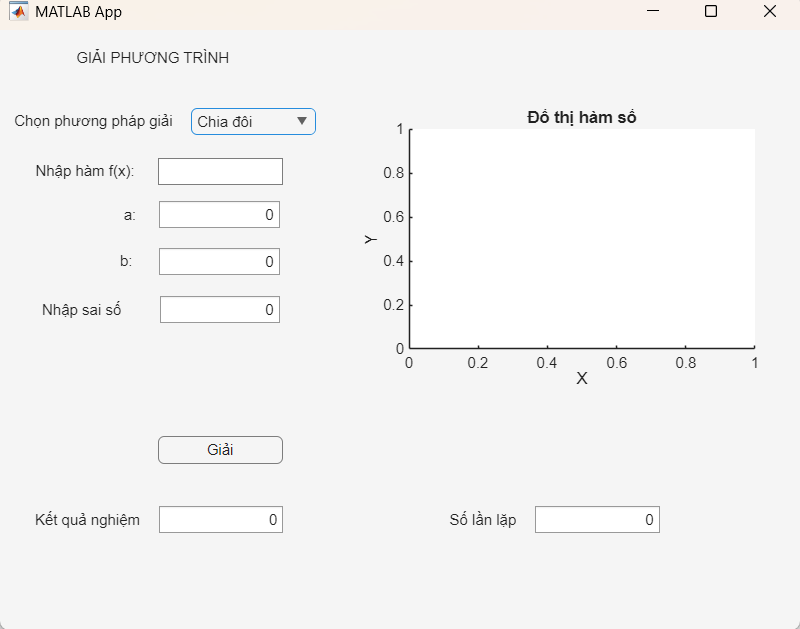 MATLAB App
GIẢI PHƯƠNG TRÌNH
Chọn phương pháp giải
Chia đôi
Nhập hàm f(x):
a:
0
b:
0
Nhập sai số
0
Đồ thị hàm số
1
0.8
0.6
0.4
0.2
0
Y
0 0.2 0.4 0.6 0.8 1
X
Giải
Kết quả nghiệm
0
Số lần lặp
0